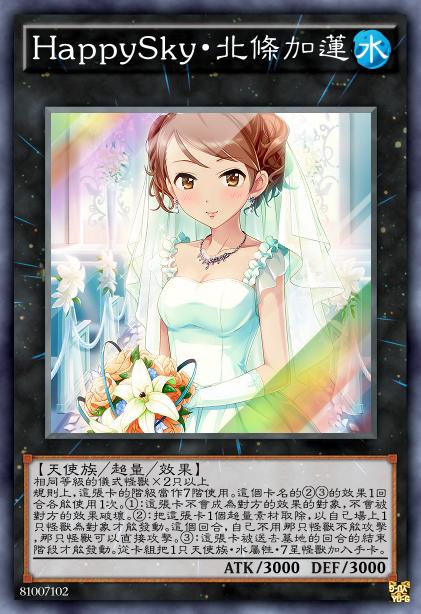 HappySky・北條加蓮 水
【天使族／超量／效果】
相同等級的儀式怪獸×2只以上
規則上，這張卡的階級當作7階使用。這個卡名的②③的效果1回
合各能使用1次。①：這張卡不會成為對方的效果的對象，不會被
對方的效果破壞。②：把這張卡1個超量素材取除，以自己場上1
只怪獸為對象才能發動。這個回合，自己不用那只怪獸不能攻擊
，那只怪獸可以直接攻擊。③：這張卡被送去墓地的回合的結束
階段才能發動。從卡組把1只天使族・水屬性・7星怪獸加入手卡。
ATK/3000 DEF/3000
81007102